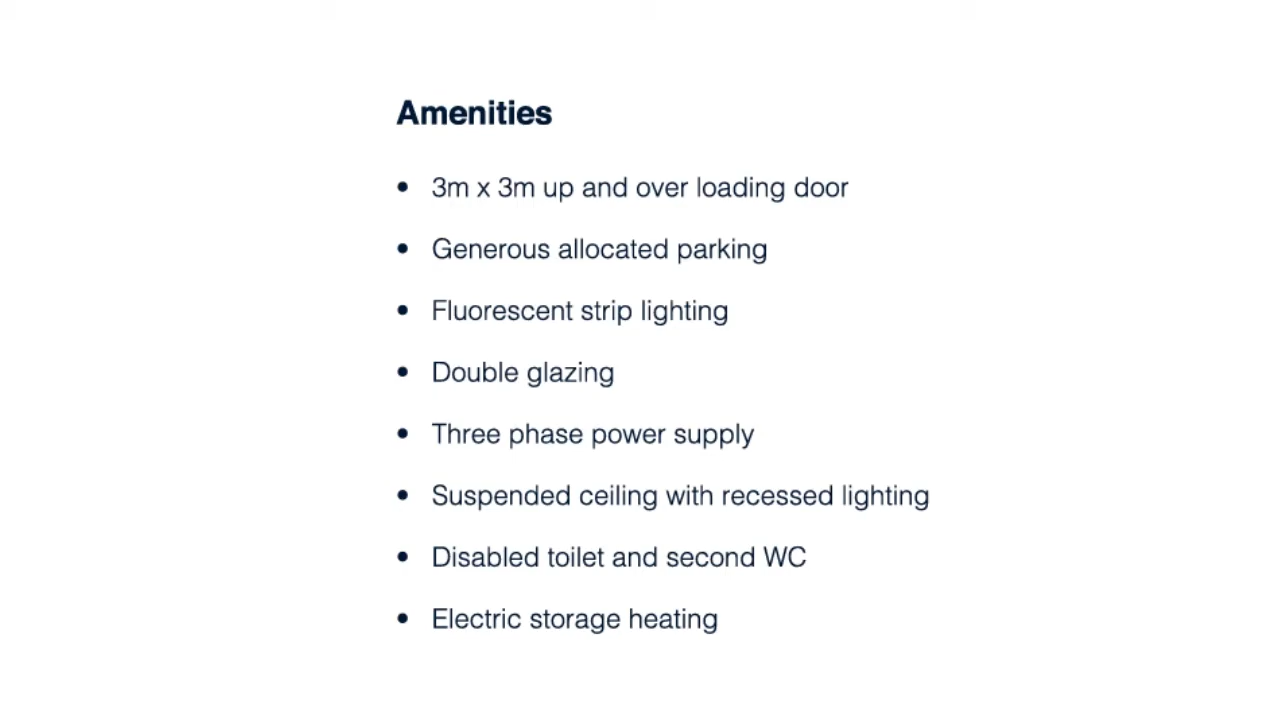 Amenities
• 3m x 3m up and over loading door
• Generous allocated parking
• Fluorescent strip lighting
• Double glazing
• Three phase power supply
• Suspended ceiling with recessed lighting
• Disabled toilet and second WC
• Electric storage heating